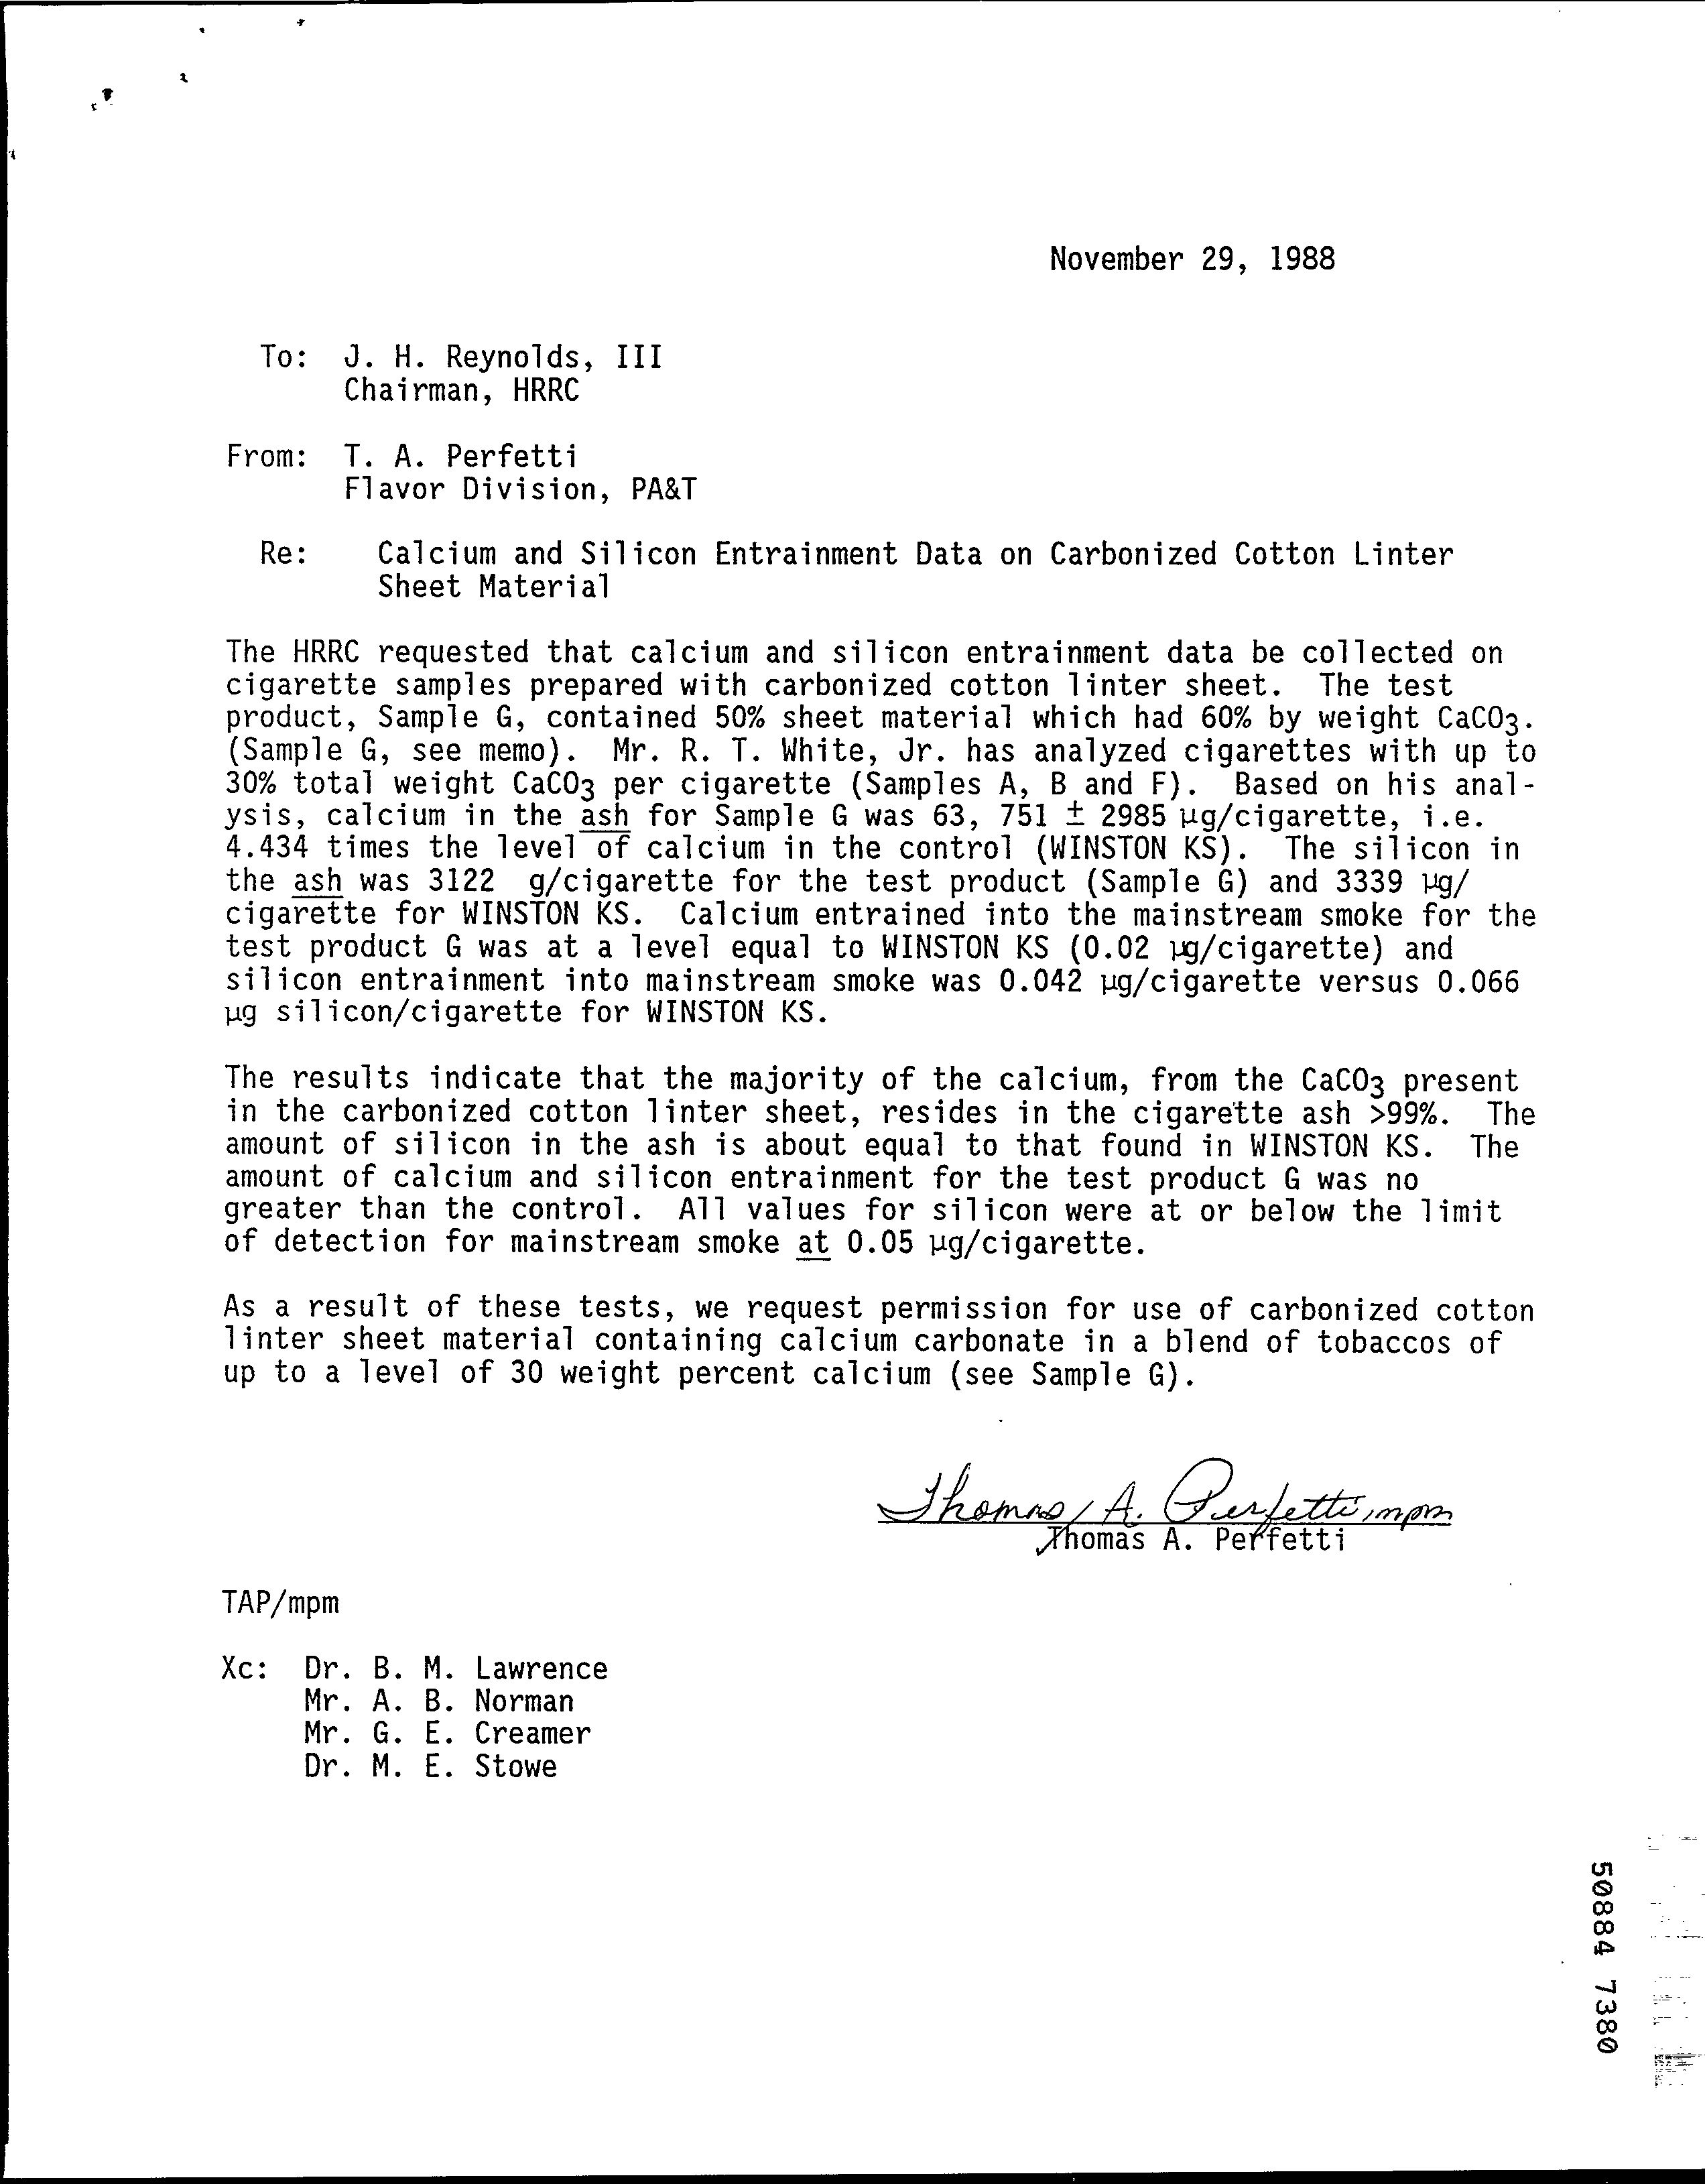 November 29, 1988
To: J. H. Reynolds, III
Chairman, HRRC
From: T. A. Perfetti
Flavor Division, PA&T
Re: Calcium and Silicon Entrainment Data on Carbonized Cotton Linter
Sheet Material
The HRRC requested that calcium and silicon entrainment data be collected on
cigarette samples prepared with carbonized cotton linter sheet. The test
product, Sample G, contained 50% sheet material which had 60% by weight CaCO3.
(Sample G, see memo). Mr. R. T. White, Jr. has analyzed cigarettes with up to
30% total weight CaCO3 per cigarette (Samples A, B and F). Based on his anal-
ysis, calcium in the ash for Sample G was 63, 751 ± 2985 µg/cigarette, i.e.
4.434 times the level of calcium in the control (WINSTON KS). The silicon in
the ash was 3122 g/cigarette for the test product (Sample G) and 3339 µg/
cigarette for WINSTON KS. Calcium entrained into the mainstream smoke for the
test product G was at a level equal to WINSTON KS (0.02 µg/cigarette) and
silicon entrainment into mainstream smoke was 0.042 µg/cigarette versus 0.066
µg silicon/cigarette for WINSTON KS.
The results indicate that the majority of the calcium, from the CaCO3 present
in the carbonized cotton linter sheet, resides in the cigarette ash >99%. The
amount of silicon in the ash is about equal to that found in WINSTON KS. The
amount of calcium and silicon entrainment for the test product G was no
greater than the control. All values for silicon were at or below the limit
of detection for mainstream smoke at 0.05 µg/cigarette.
As a result of these tests, we request permission for use of carbonized cotton
linter sheet material containing calcium carbonate in a blend of tobaccos of
up to a level of 30 weight percent calcium (see Sample G).
Thomas A. Perfetti, mpm
Thomas A. Perfetti
TAP/mpm
Xc: Dr. B. M. Lawrence
Mr. A. B. Norman
Mr. G. E. Creamer
Dr. M. E. Stowe
50884 7380